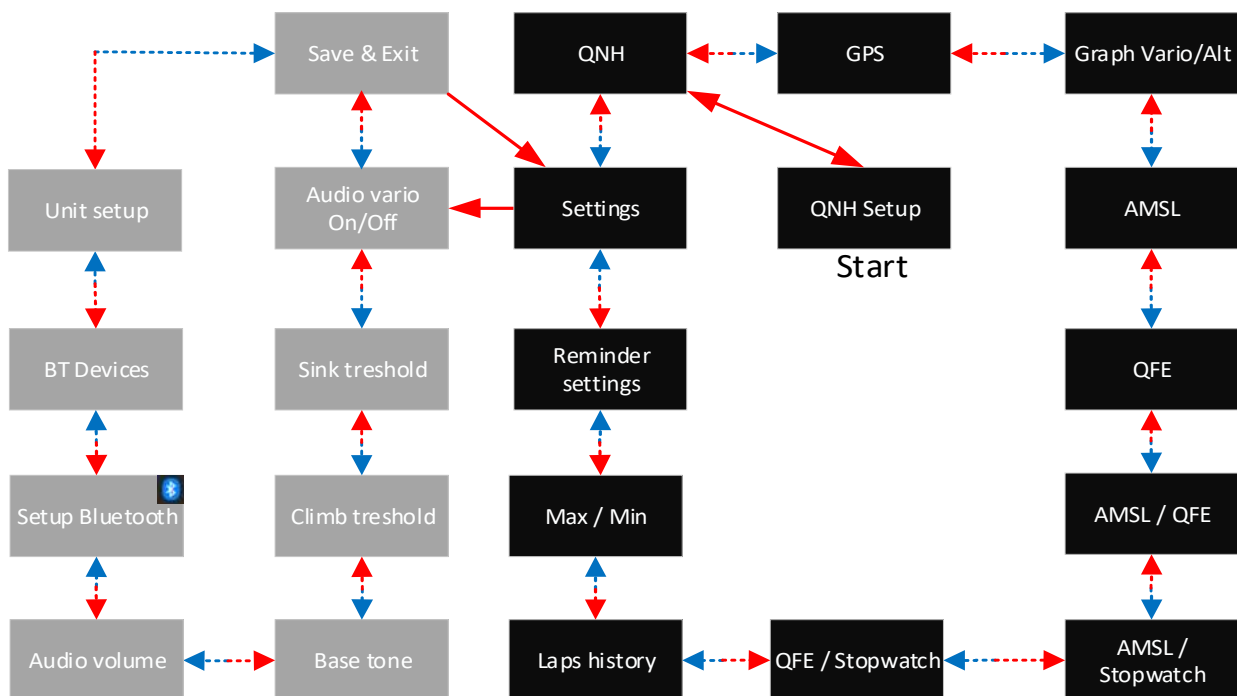 Save & Exit
QNH
GPS
Graph Vario/Alt
Unit setup
Audio vario
On/Off
Settings
QNH Setup
AMSL
Start
BT Devices
Sink treshold
Reminder
settings
QFE
Setup Bluetooth
Climb treshold
Max / Min
AMSL / QFE
Audio volume
Base tone
Laps history
QFE / Stopwatch
AMSL /
Stopwatch